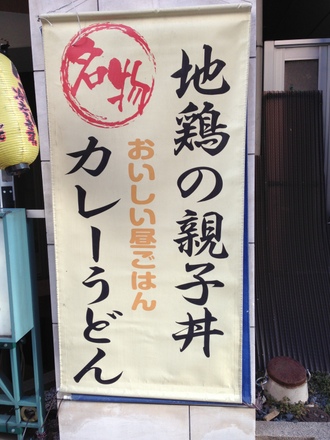 地鶏の親子丼
おいしい昼ごはん
名物
カレーうどん